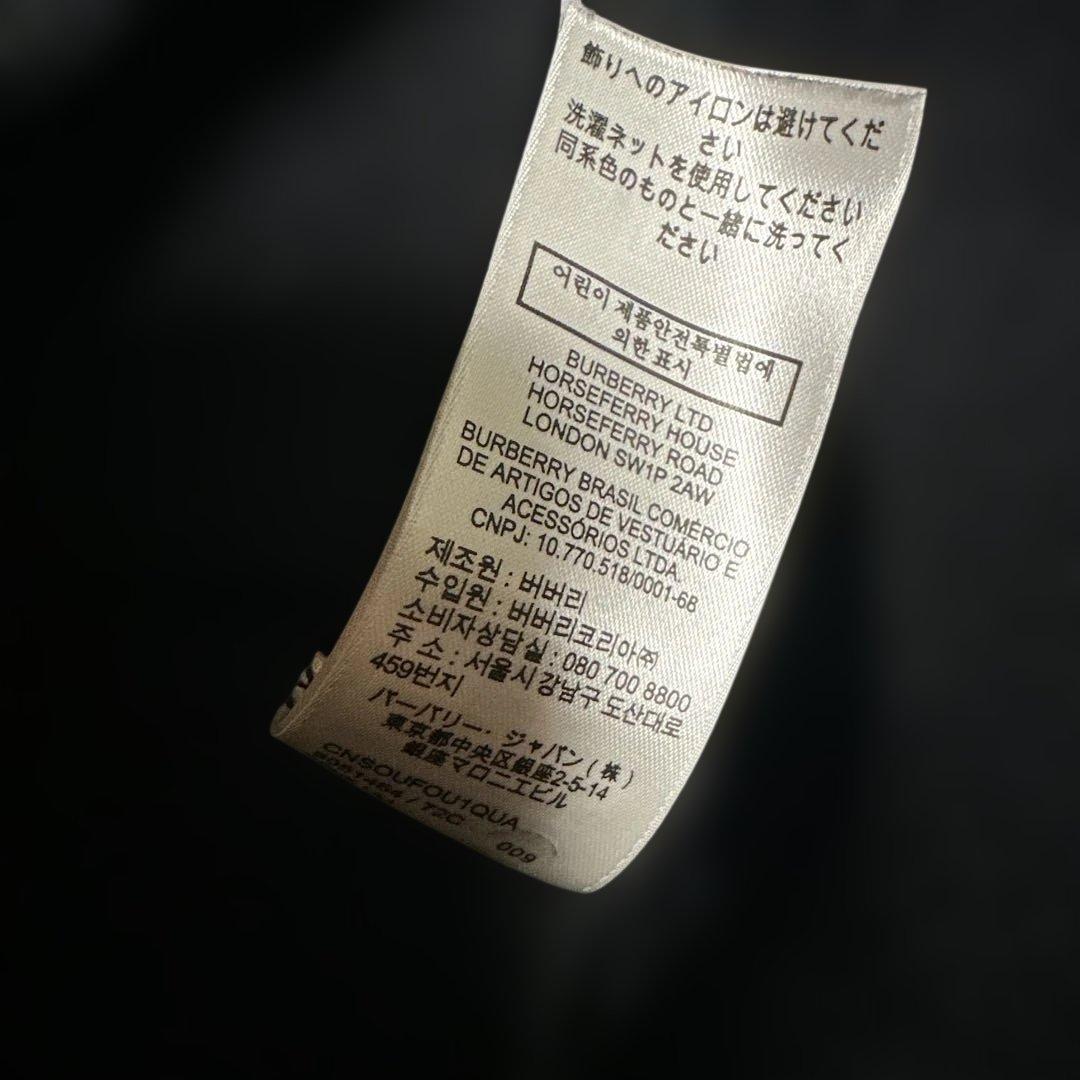 飾りへのアイロンは避けてくだ
さい
洗濯ネットを使用してください
同系色のものと一緒に洗ってく
ださい
어린이 제품안전특별법에
의한 표시
BURBERRY LTD
HORSEFERRY HOUSE
HORSEFERRY ROAD
LONDON SW1P 2AW
BURBERRY BRASIL COMÉRCIO
DE ARTIGOS DE VESTUÁRIO E
ACESSÓRIOS LTDA.
CNPJ: 10.770.518/0001-68
제조원 : 버버리
수입원 : 버버리코리아㈜
소비자상담실 : 080 700 8800
주 소 : 서울시 강남구 도산대로
459번지
バーバリー・ジャパン(株)
東京都中央区銀座2-5-14
銀座マロニエビル
CNSOUFOU1QUA
/ 72C 009